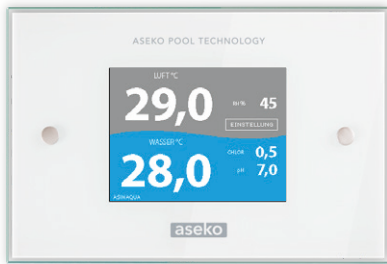 ASEKO POOL TECHNOLOGY
LUFT °C
29,0
hr % 45
EINSTELLUNG
WASSER °C
28,0
CHLOR 0,5
pH 7,0
ASINAQUA
aseko